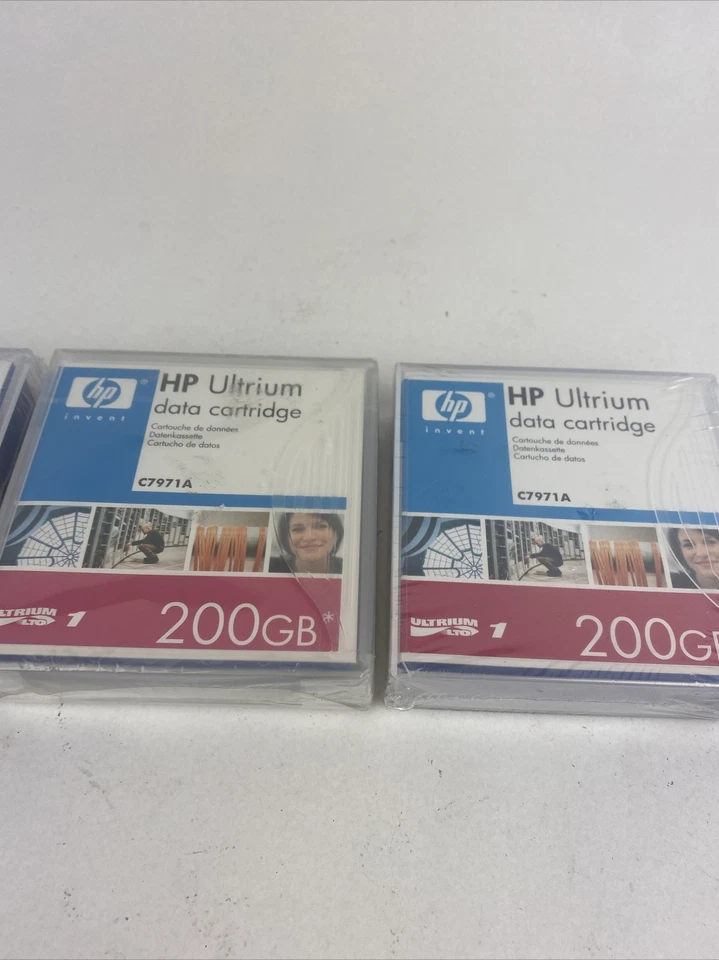 hp
invent
HP Ultrium
data cartridge
Cartouche de données
Datenkassette
Cartucho de datos
C7971A
ULTRIUM
LTO
1
200GB*
hp
invent
HP Ultrium
data cartridge
Cartouche de données
Datenkassette
Cartucho de datos
C7971A
ULTRIUM
LTO
1
200GB